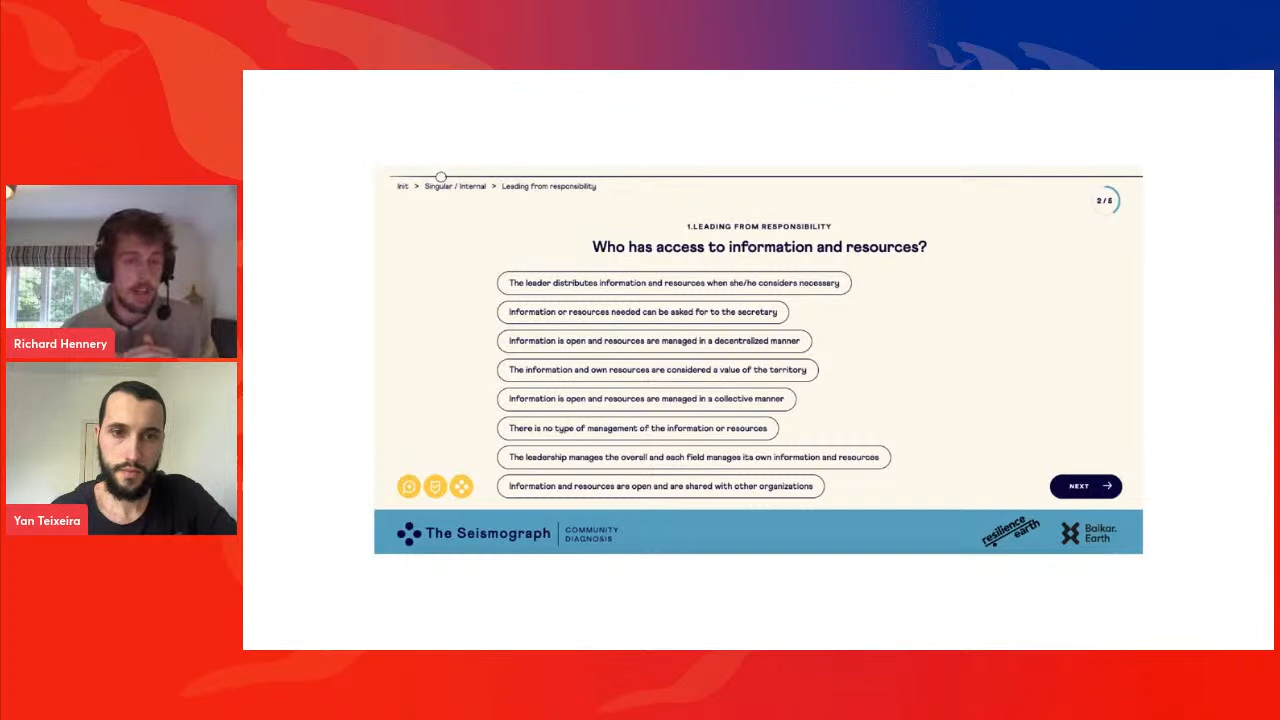 Init > Singular / Internal > Leading from responsibility
2 / 5
1.LEADING FROM RESPONSIBILITY
Who has access to information and resources?
The leader distributes information and resources when she/he considers necessary
Information or resources needed can be asked for to the secretary
Information is open and resources are managed in a decentralized manner
The information and own resources are considered a value of the territory
Information is open and resources are managed in a collective manner
There is no type of management of the information or resources
The leadership manages the overall and each field manages its own information and resources
Information and resources are open and are shared with other organizations
NEXT
The Seismograph
COMMUNITY
DIAGNOSIS
resilience
earth
Balkar.
Earth
Richard Hennery
Yan Teixeira